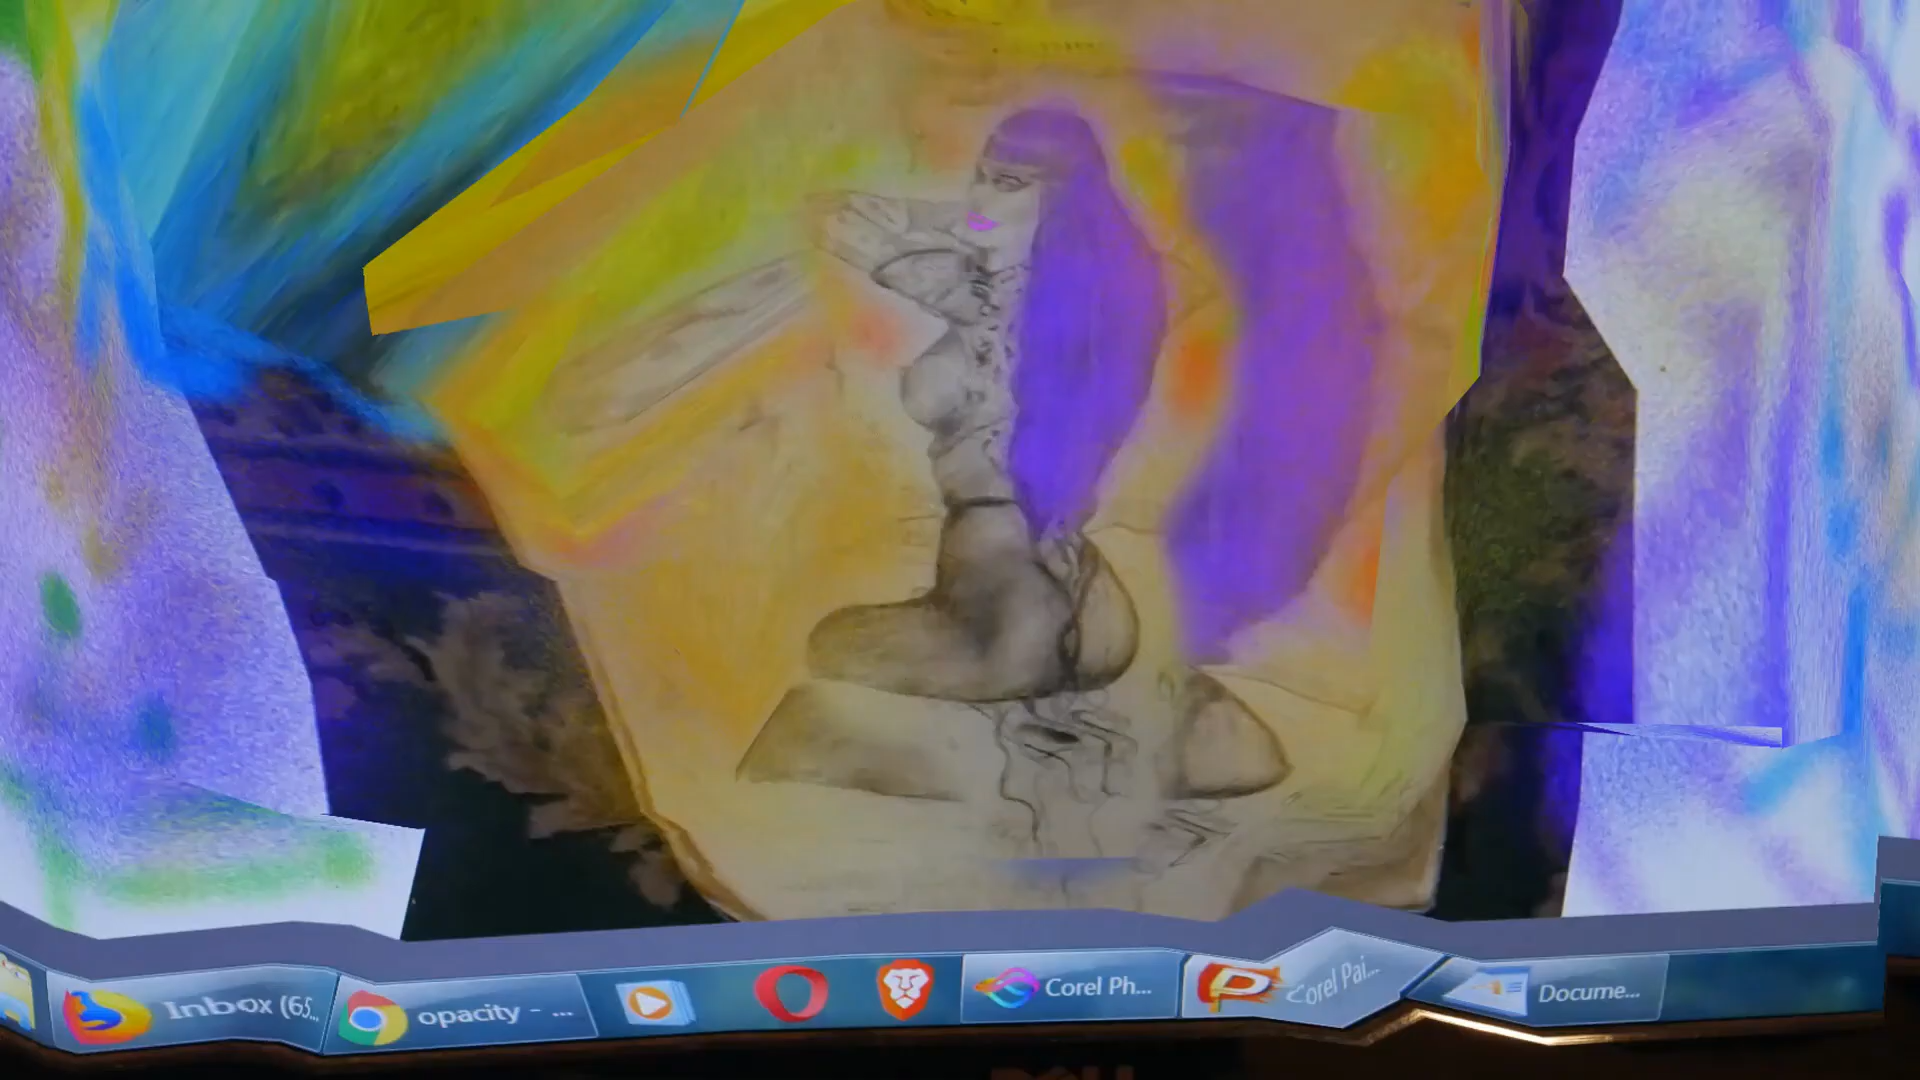 Inbox (65...
opacity - ...
Corel Ph...
Corel Pai...
Docume...